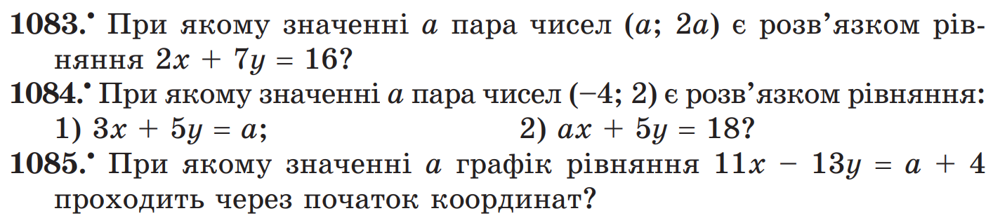 1083.• При якому значенні a пара чисел (a; 2a) є розв’язком рів-
няння 2x + 7y = 16?
1084.• При якому значенні a пара чисел (−4; 2) є розв’язком рівняння:
1) 3x + 5y = a; 2) ax + 5y = 18?
1085.• При якому значенні a графік рівняння 11x − 13y = a + 4
проходить через початок координат?